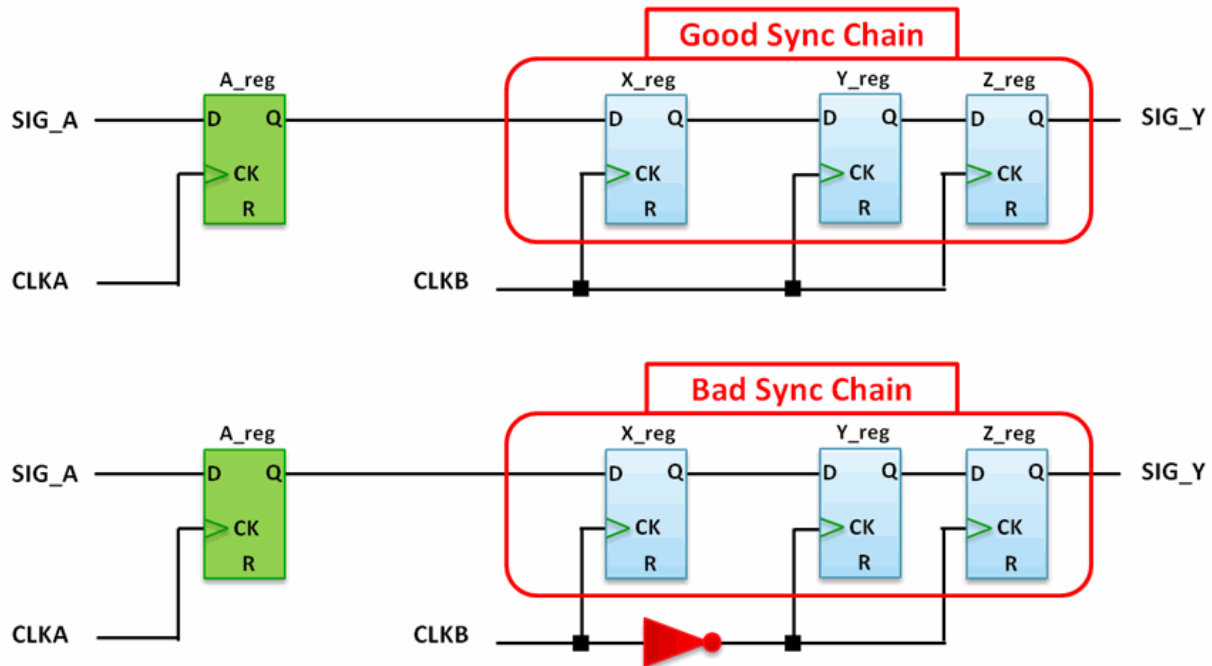 Good Sync Chain
A_reg X_reg Y_reg Z_reg
SIG_A D Q D Q D Q D Q SIG_Y
CK CK CK CK
R R R R
CLKA CLKB
Bad Sync Chain
A_reg X_reg Y_reg Z_reg
SIG_A D Q D Q D Q D Q SIG_Y
CK CK CK CK
R R R R
CLKA CLKB